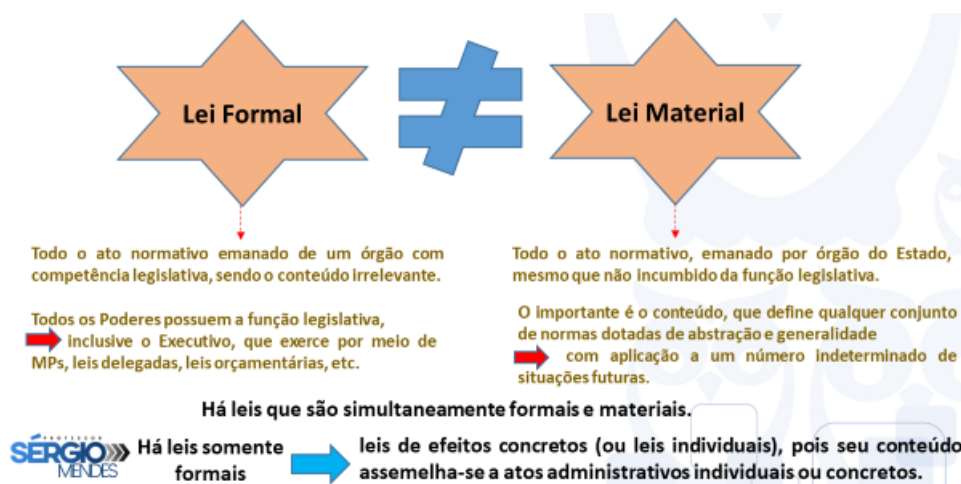 Lei Formal
Lei Material
Todo o ato normativo emanado de um órgão com
competência legislativa, sendo o conteúdo irrelevante.
Todos os Poderes possuem a função legislativa,
inclusive o Executivo, que exerce por meio de
MPs, leis delegadas, leis orçamentárias, etc.
Todo o ato normativo, emanado por órgão do Estado,
mesmo que não incumbido da função legislativa.
O importante é o conteúdo, que define qualquer conjunto
de normas dotadas de abstração e generalidade
com aplicação a um número indeterminado de
situações futuras.
Há leis que são simultaneamente formais e materiais.
PROFESSOR
SÉRGIO
MENDES
Há leis somente
formais
leis de efeitos concretos (ou leis individuais), pois seu conteúdo
assemelha-se a atos administrativos individuais ou concretos.